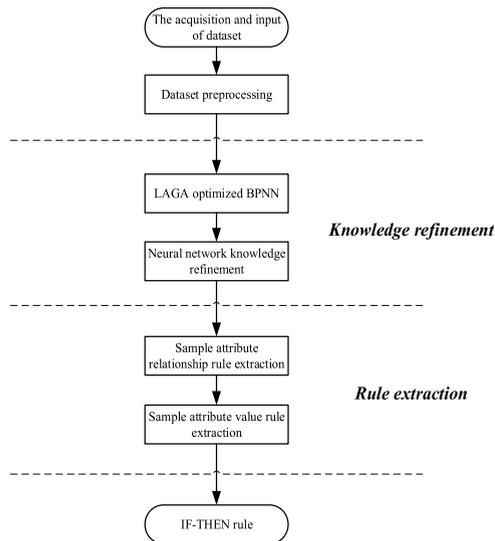 The acquisition and input
of dataset
Dataset preprocessing
LAGA optimized BPNN
Knowledge refinement
Neural network knowledge
refinement
Sample attribute
relationship rule extraction
Rule extraction
Sample attribute value rule
extraction
IF-THEN rule